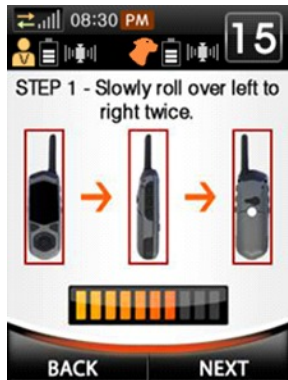 08:30 PM
15
STEP 1 - Slowly roll over left to
right twice.
BACK NEXT